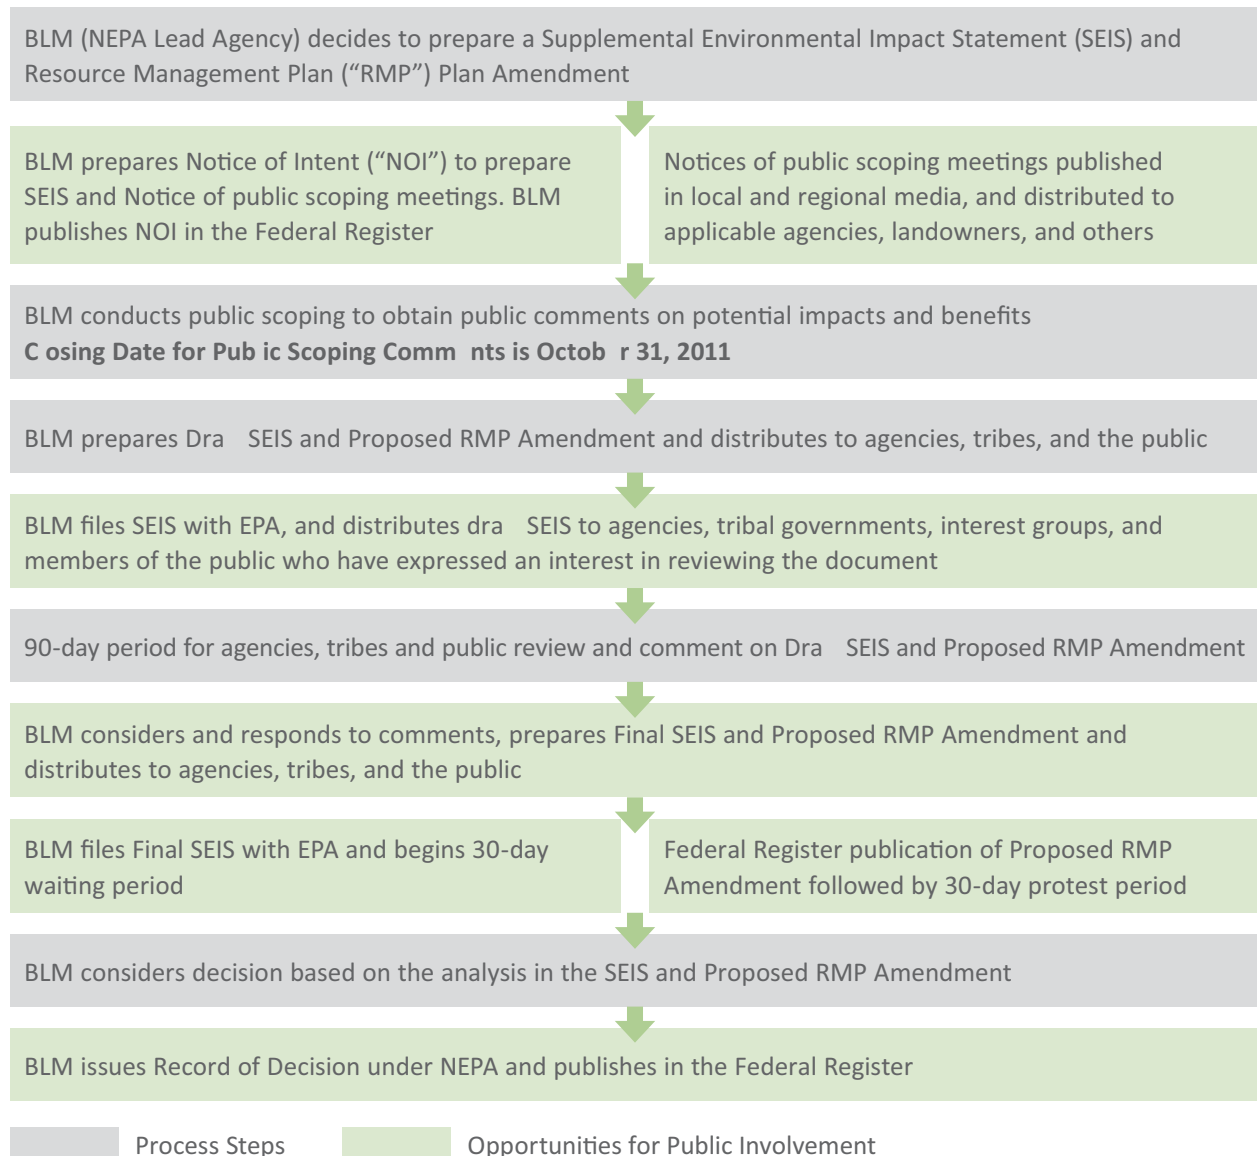 BLM (NEPA Lead Agency) decides to prepare a Supplemental Environmental Impact Statement (SEIS) and
Resource Management Plan (“RMP”) Plan Amendment
BLM prepares Notice of Intent (“NOI”) to prepare
SEIS and Notice of public scoping meetings. BLM
publishes NOI in the Federal Register
Notices of public scoping meetings published
in local and regional media, and distributed to
applicable agencies, landowners, and others
BLM conducts public scoping to obtain public comments on potential impacts and benefits
C osing Date for Pub ic Scoping Comm nts is Octob r 31, 2011
BLM prepares Dra SEIS and Proposed RMP Amendment and distributes to agencies, tribes, and the public
BLM files SEIS with EPA, and distributes dra SEIS to agencies, tribal governments, interest groups, and
members of the public who have expressed an interest in reviewing the document
90-day period for agencies, tribes and public review and comment on Dra SEIS and Proposed RMP Amendment
BLM considers and responds to comments, prepares Final SEIS and Proposed RMP Amendment and
distributes to agencies, tribes, and the public
BLM files Final SEIS with EPA and begins 30-day
waiting period
Federal Register publication of Proposed RMP
Amendment followed by 30-day protest period
BLM considers decision based on the analysis in the SEIS and Proposed RMP Amendment
BLM issues Record of Decision under NEPA and publishes in the Federal Register
Process Steps
Opportunities for Public Involvement